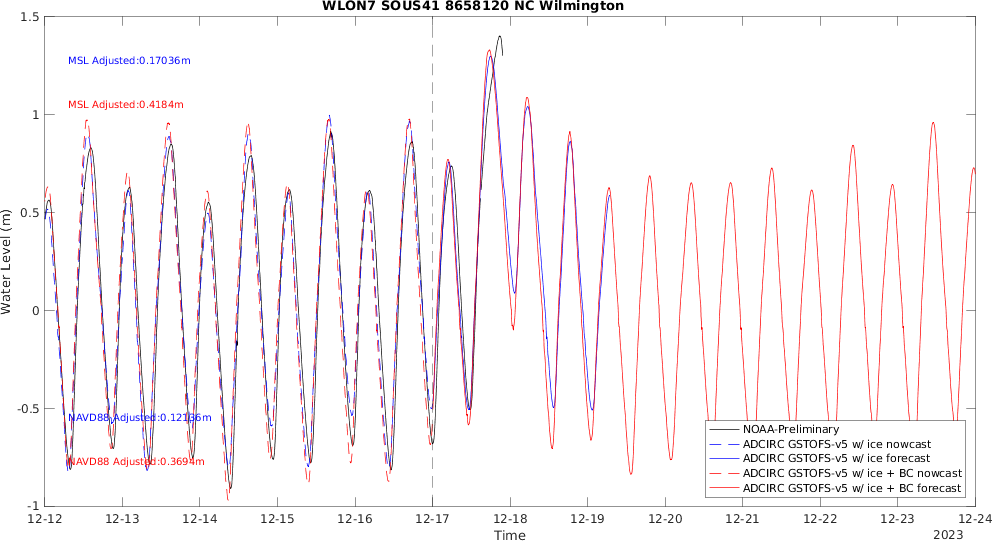 WLON7 SOUS41 8658120 NC Wilmington
1.5
MSL Adjusted:0.17036m
MSL Adjusted:0.4184m
1
0.5
Water Level (m)
0
-0.5
NAVD88 Adjusted:0.12136m
NAVD88 Adjusted:0.3694m
-1
NOAA-Preliminary
ADCIRC GSTOFS-v5 w/ ice nowcast
ADCIRC GSTOFS-v5 w/ ice forecast
ADCIRC GSTOFS-v5 w/ ice + BC nowcast
ADCIRC GSTOFS-v5 w/ ice + BC forecast
12-12 12-13 12-14 12-15 12-16 12-17 12-18 12-19 12-20 12-21 12-22 12-23 12-24
Time
2023